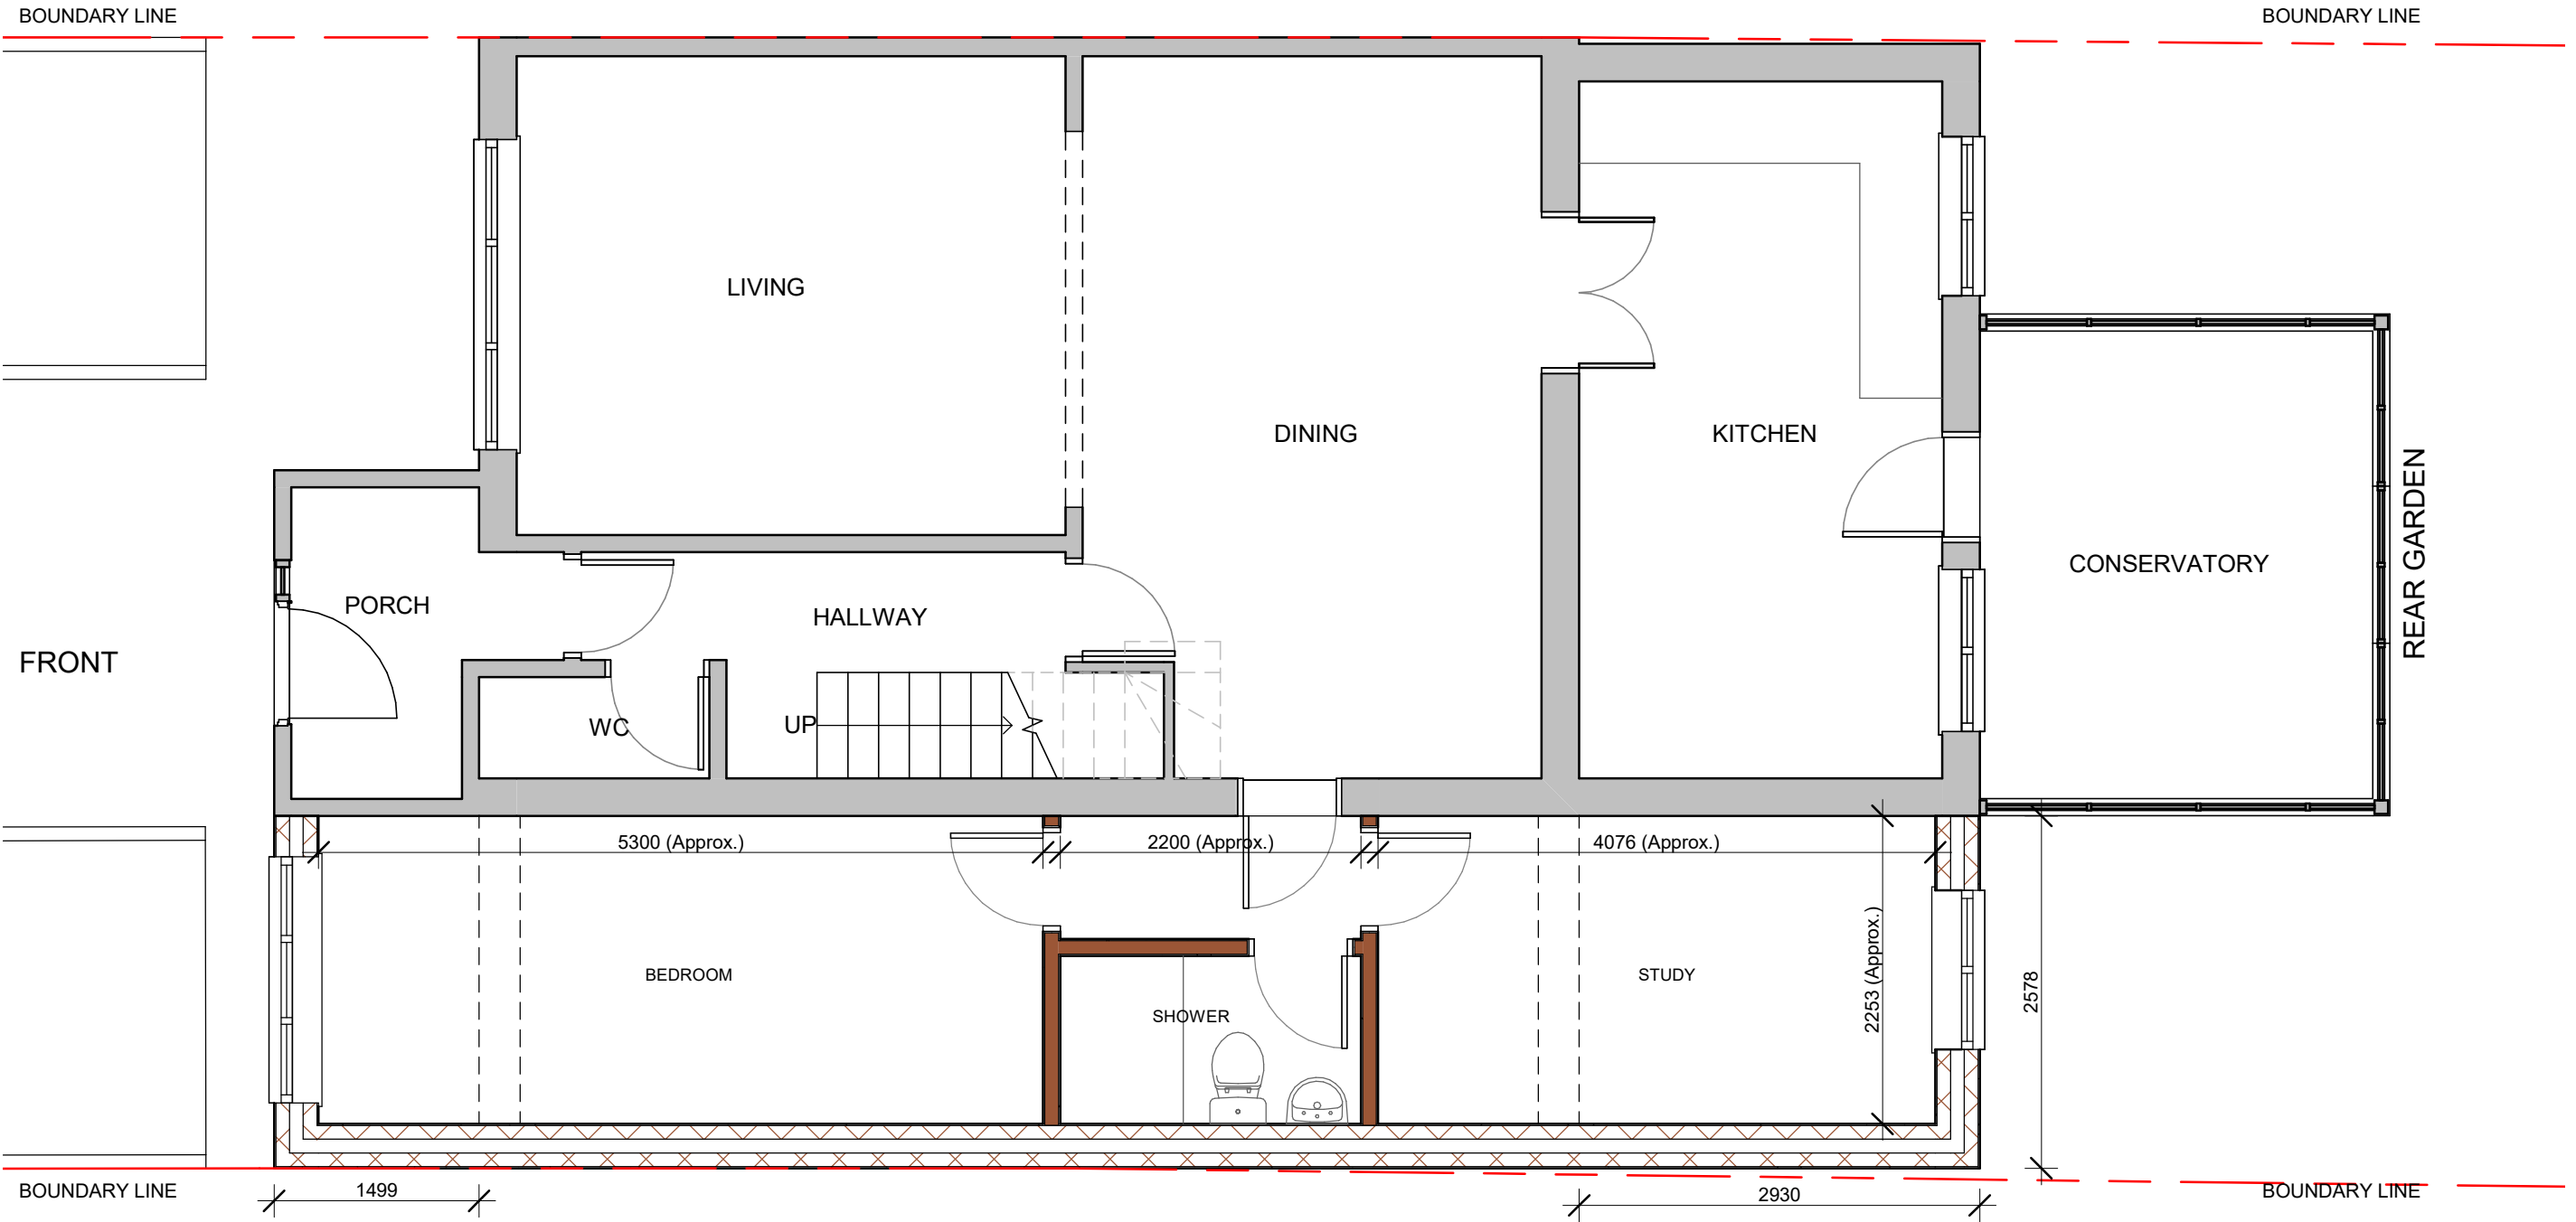 BOUNDARY LINE
BOUNDARY LINE
LIVING
DINING
KITCHEN
CONSERVATORY
REAR GARDEN
PORCH
HALLWAY
FRONT
WC
UP
5300 (Approx.)
2200 (Approx.)
4076 (Approx.)
BEDROOM
SHOWER
STUDY
2253 (Approx.)
2578
BOUNDARY LINE
1499
2930
BOUNDARY LINE